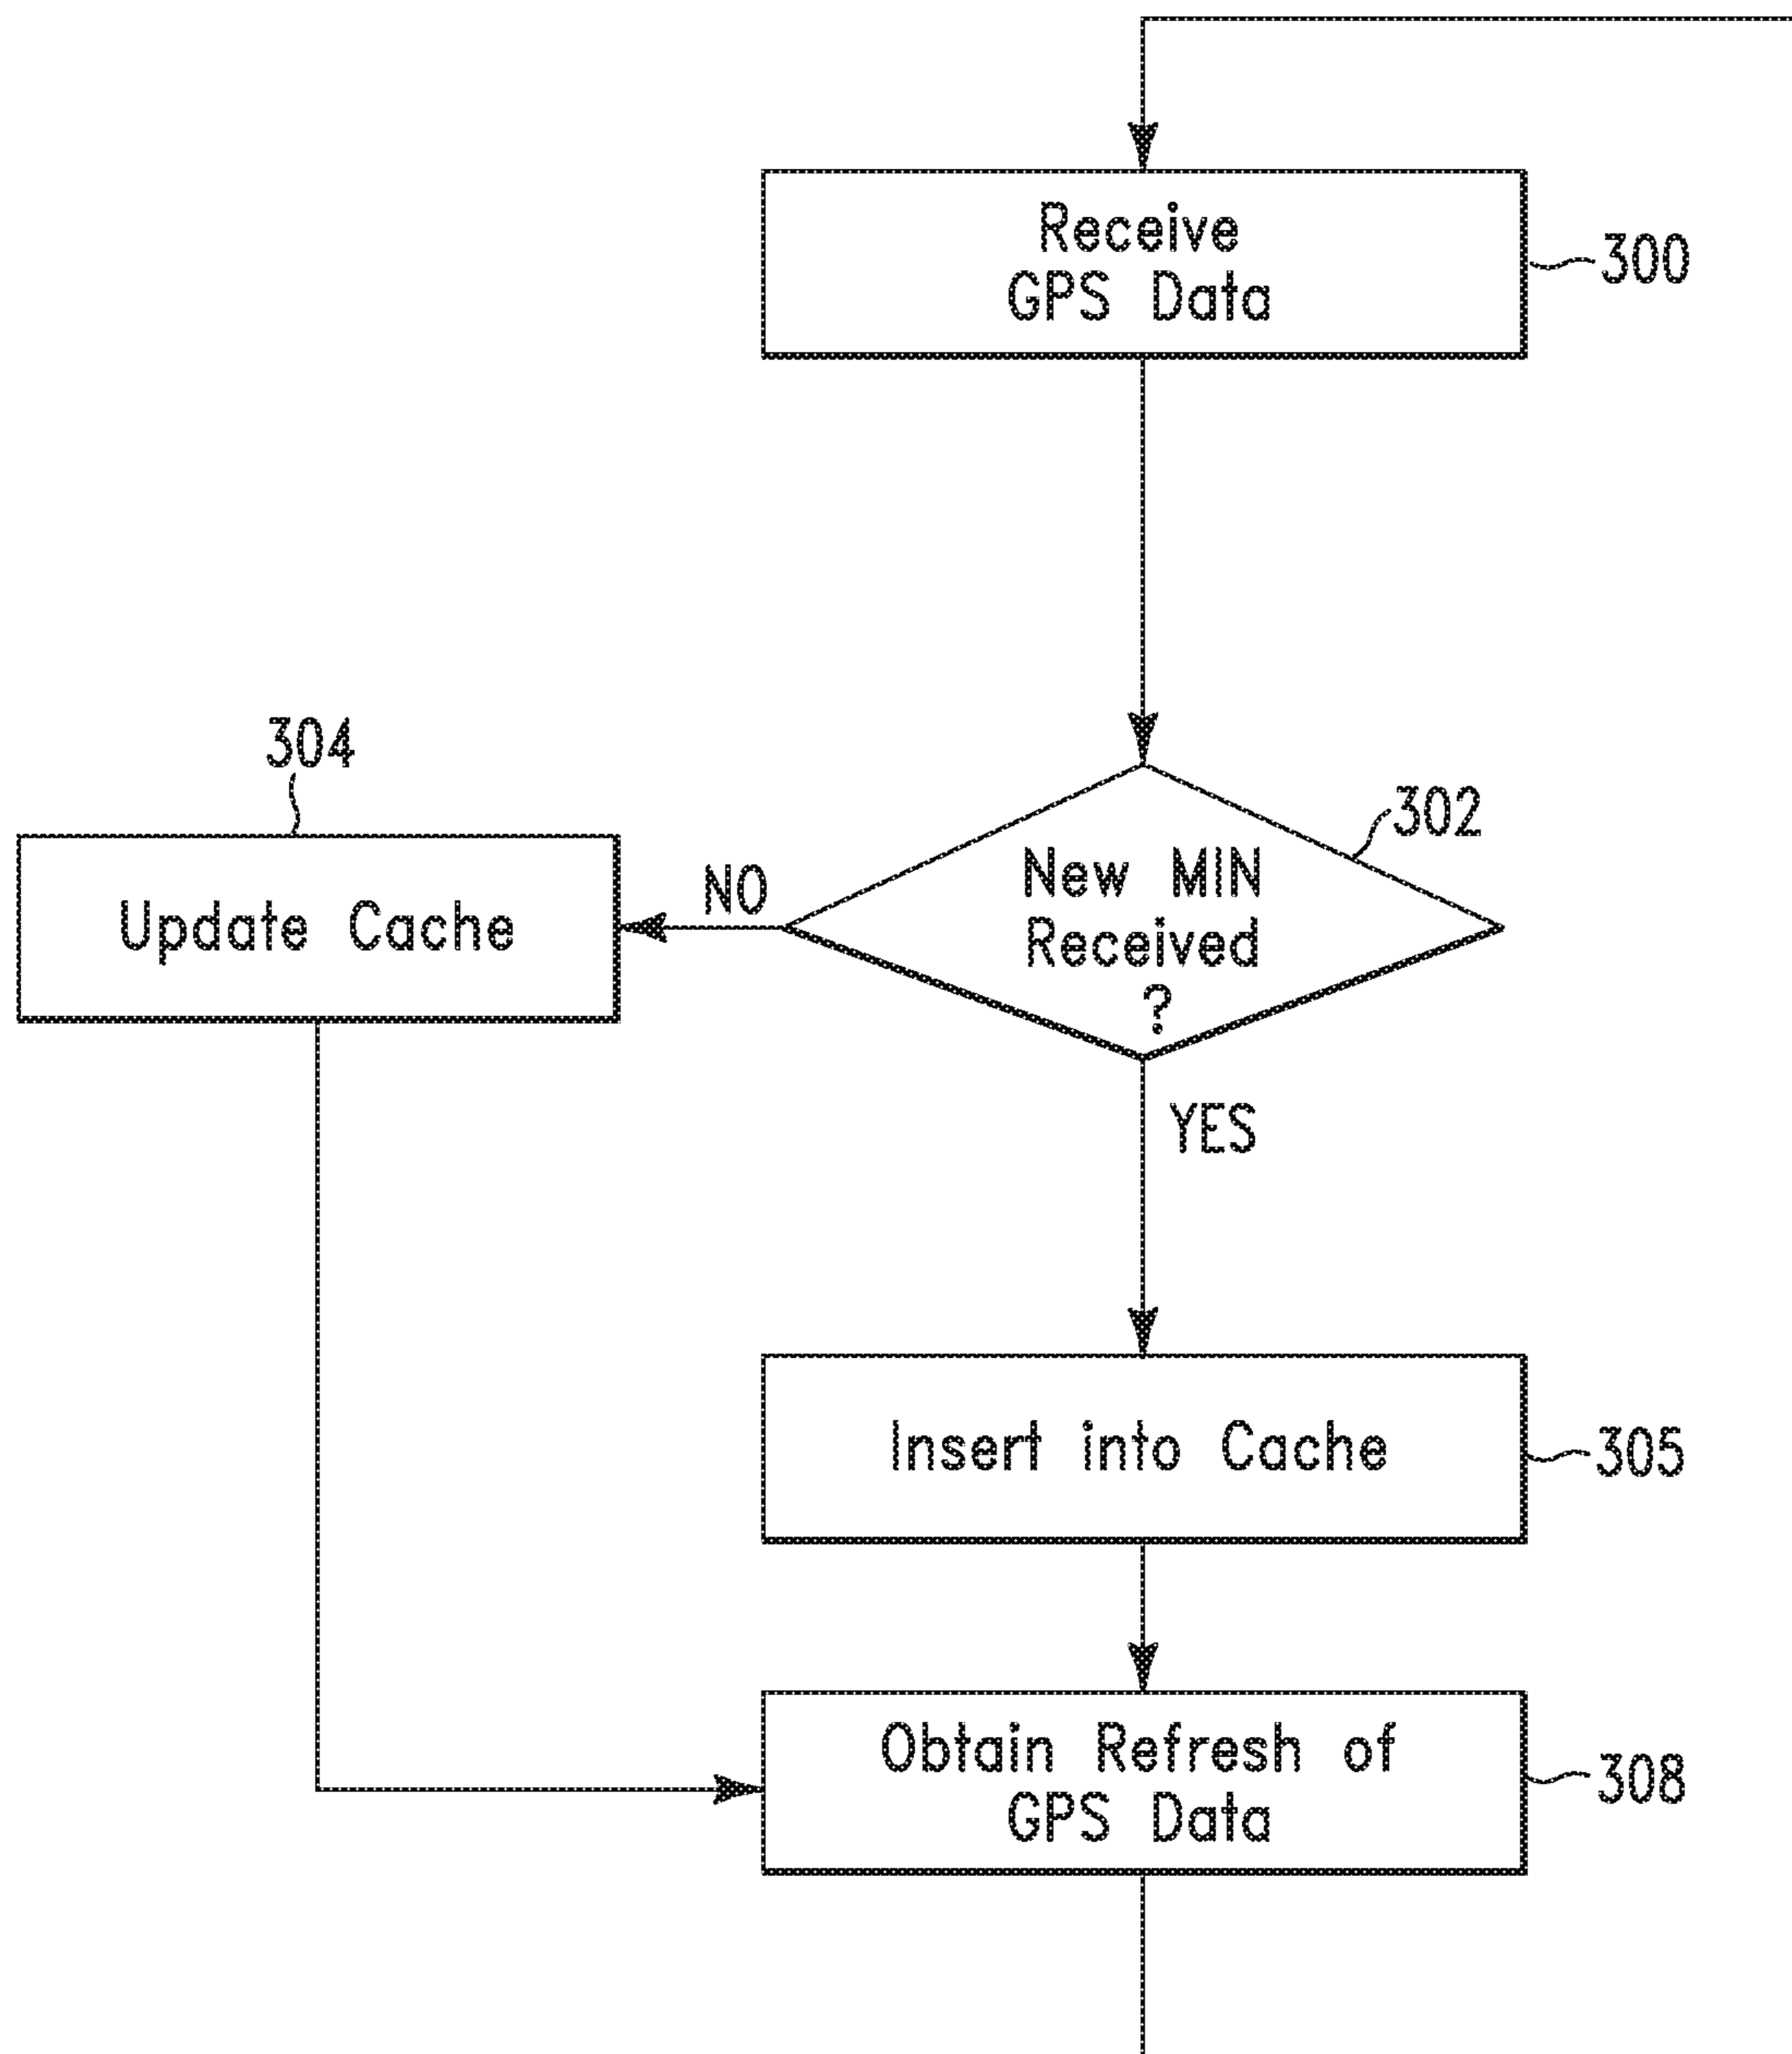 Receive
GPS Data
300
304
302
New MIN
Received
?
NO
Update Cache
YES
Insert into Cache
305
Obtain Refresh of
GPS Data
308